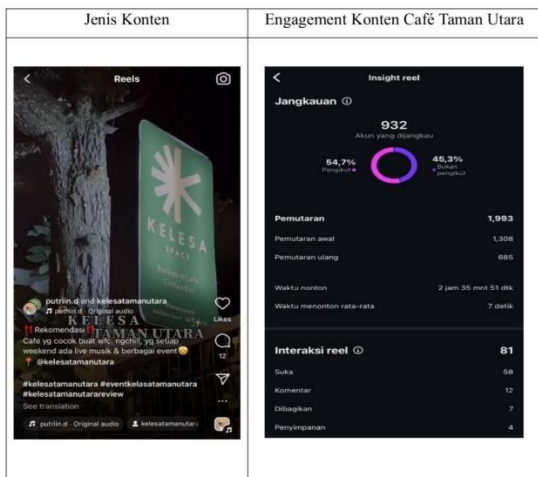 Jenis Konten
Engagement Konten Café Taman Utara
Reels
KELESA
SPACE
KELESA
TAMAN UTARA
putriin.d and kelesatamanutara
putriin.d · Original audio
‼️Rekomendasi‼️
Café yg cocok buat wfc, ngchill, yg setiap
weekend ada live musik & berbagai event😊
📍 @kelesatamanutara
#kelesatamanutara #eventkelasatamanutara
#kelesatamanutarareview
See translation
putriin.d · Original audio
kelesatamanutara
Likes
12
Insight reel
Jangkauan
932
Akun yang dijangkau
54,7%
Pengikut
45,3%
Bukan
pengikut
Pemutaran 1,993
Pemutaran awal 1,308
Pemutaran ulang 685
Waktu nonton 2 jam 35 mnt 51 dtk
Waktu menonton rata-rata 7 detik
Interaksi reel 81
Suka 58
Komentar 12
Dibagikan 7
Penyimpanan 4